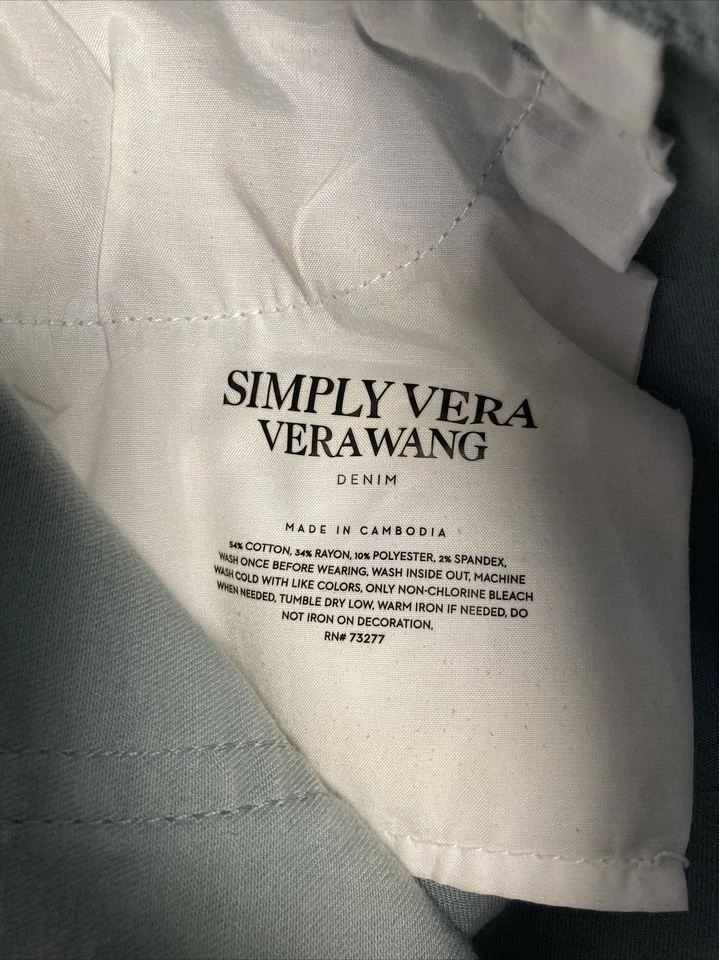 SIMPLY VERA
VERA WANG
DENIM
MADE IN CAMBODIA
54% COTTON, 34% RAYON, 10% POLYESTER, 2% SPANDEX,
WASH ONCE BEFORE WEARING, WASH INSIDE OUT, MACHINE
WASH COLD WITH LIKE COLORS, ONLY NON-CHLORINE BLEACH
WHEN NEEDED, TUMBLE DRY LOW, WARM IRON IF NEEDED, DO
NOT IRON ON DECORATION,
RN# 73277